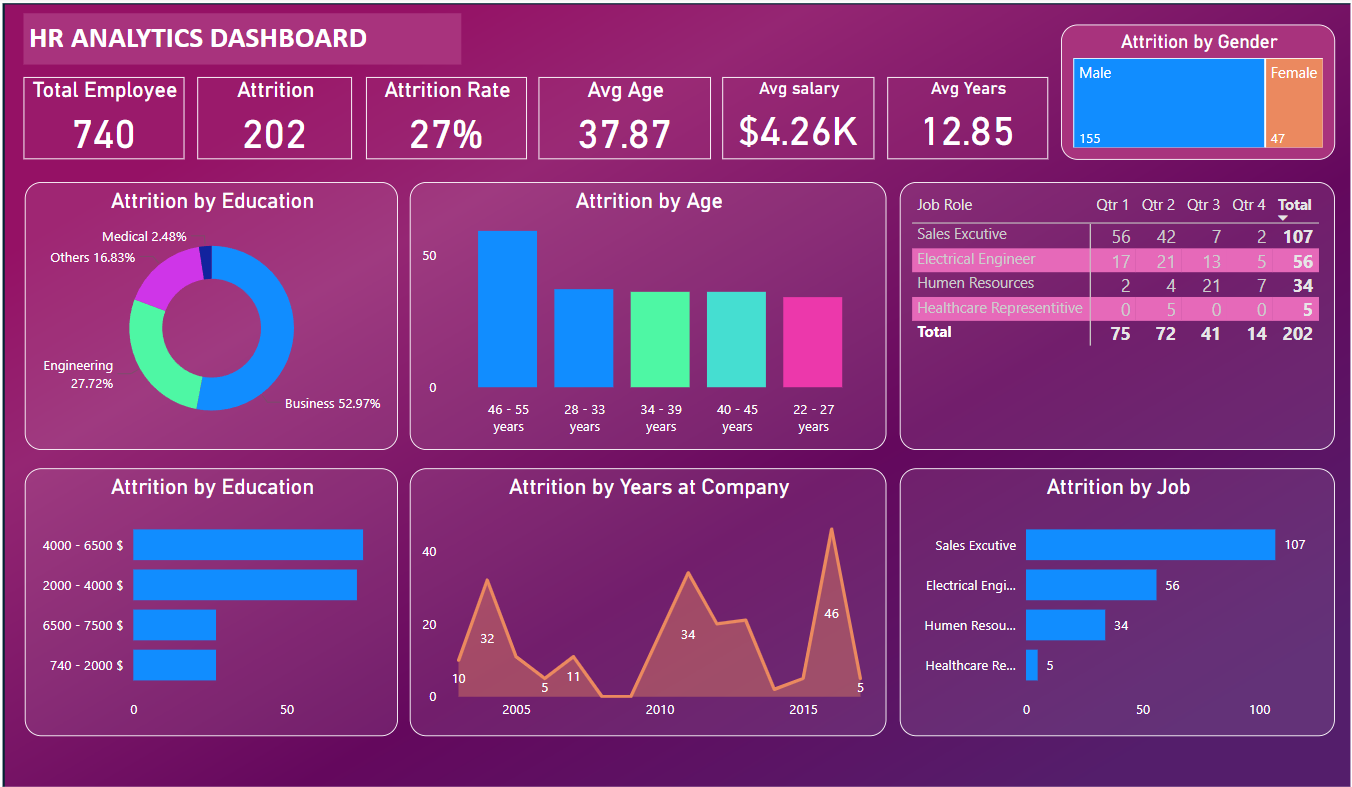 HR ANALYTICS DASHBOARD
Total Employee
740
Attrition
202
Attrition Rate
27%
Avg Age
37.87
Avg salary
$4.26K
Avg Years
12.85
Attrition by Gender
Male
Female
155
47
Attrition by Education
Medical 2.48%
Others 16.83%
Engineering
27.72%
Business 52.97%
Attrition by Age
50
0
46 - 55
years
28 - 33
years
34 - 39
years
40 - 45
years
22 - 27
years
Job Role Qtr 1 Qtr 2 Qtr 3 Qtr 4 Total
Sales Excutive 56 42 7 2 107
Electrical Engineer 17 21 13 5 56
Humen Resources 2 4 21 7 34
Healthcare Representitive 0 5 0 0 5
Total 75 72 41 14 202
Attrition by Education
4000 - 6500 $
2000 - 4000 $
6500 - 7500 $
740 - 2000 $
0 50
Attrition by Years at Company
40
20
0
10
32
5
11
34
46
5
2005 2010 2015
Attrition by Job
Sales Excutive 107
Electrical Engi... 56
Humen Resou... 34
Healthcare Re... 5
0 50 100